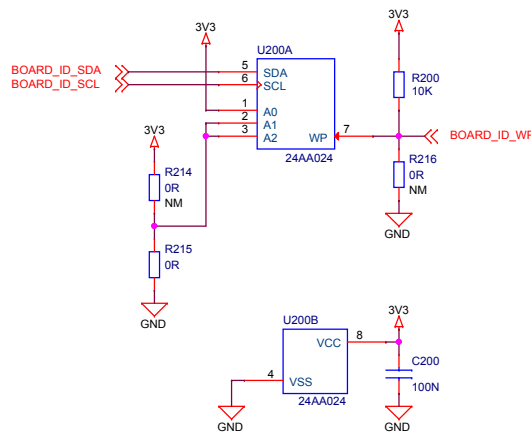 3V3
3V3
U200A
BOARD_ID_SDA
5
SDA
BOARD_ID_SCL
6
SCL
R200
10K
1
A0
2
A1
3
A2
WP
7
BOARD_ID_WP
24AA024
3V3
R214
0R
NM
R216
0R
NM
GND
R215
0R
GND
3V3
U200B
VCC
8
4
VSS
C200
100N
24AA024
GND
GND